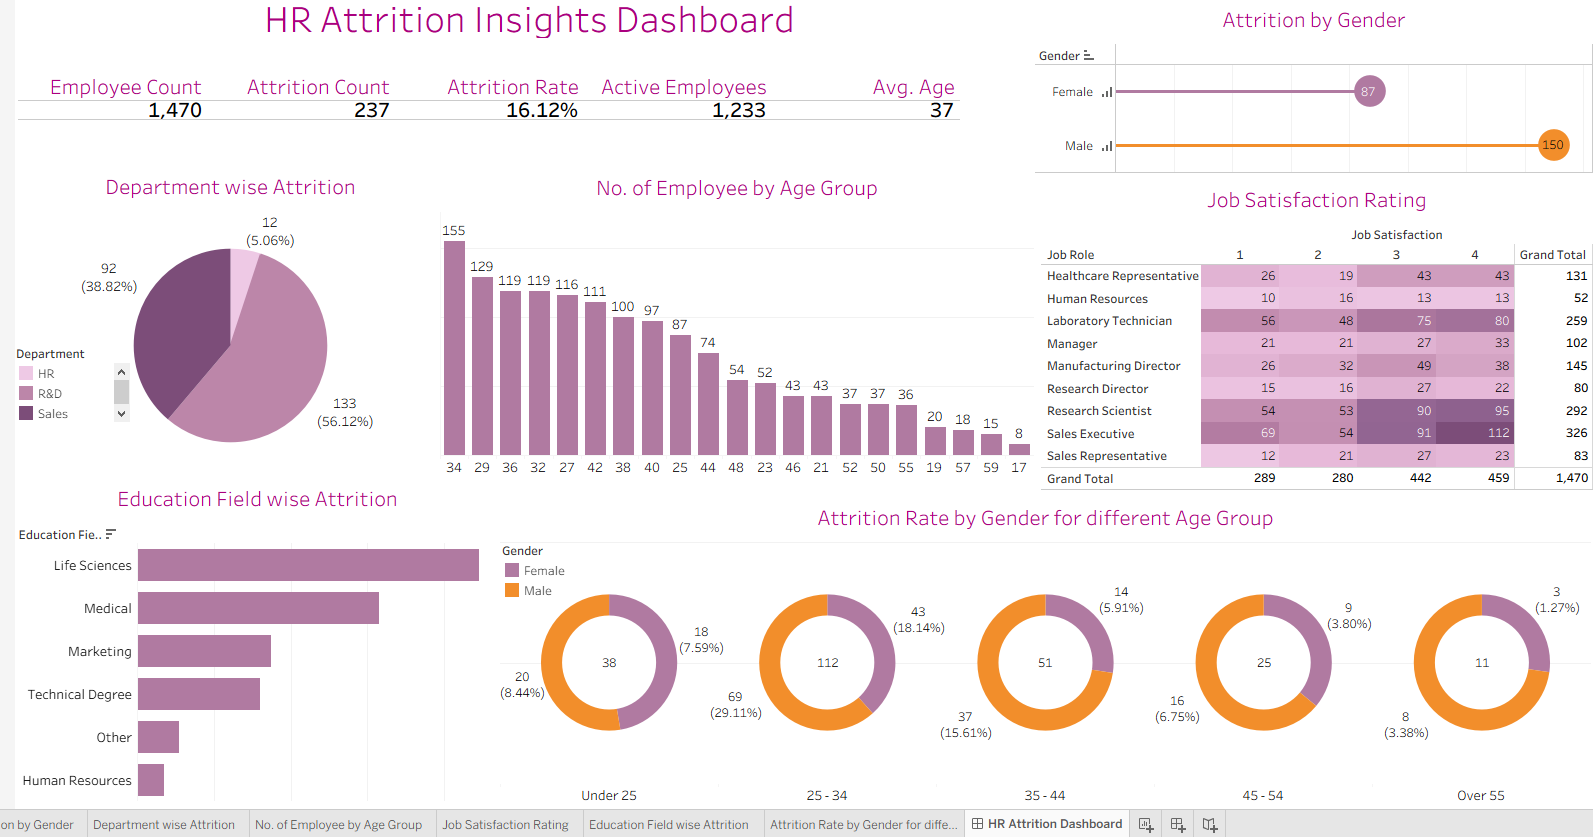 HR Attrition Insights Dashboard
Employee Count Attrition Count Attrition Rate Active Employees Avg. Age
1,470 237 16.12% 1,233 37
Attrition by Gender
Gender
Female 87
Male 150
Department wise Attrition
12
(5.06%)
92
(38.82%)
133
(56.12%)
Department
HR
R&D
Sales
No. of Employee by Age Group
155 129 119 119 116 111 100 97 87 74 54 52 43 43 37 37 36 20 18 15 8
34 29 36 32 27 42 38 40 25 44 48 23 46 21 52 50 55 19 57 59 17
Job Satisfaction Rating
Job Satisfaction
Job Role 1 2 3 4 Grand Total
Healthcare Representative 26 19 43 43 131
Human Resources 10 16 13 13 52
Laboratory Technician 56 48 75 80 259
Manager 21 21 27 33 102
Manufacturing Director 26 32 49 38 145
Research Director 15 16 27 22 80
Research Scientist 54 53 90 95 292
Sales Executive 69 54 91 112 326
Sales Representative 12 21 27 23 83
Grand Total 289 280 442 459 1,470
Education Field wise Attrition
Education Fie..
Life Sciences
Medical
Marketing
Technical Degree
Other
Human Resources
Attrition Rate by Gender for different Age Group
Gender
Female
Male
18
(7.59%)
20
(8.44%)
38
43
(18.14%)
69
(29.11%)
112
14
(5.91%)
37
(15.61%)
51
9
(3.80%)
16
(6.75%)
25
3
(1.27%)
8
(3.38%)
11
Under 25 25 - 34 35 - 44 45 - 54 Over 55
on by Gender Department wise Attrition No. of Employee by Age Group Job Satisfaction Rating Education Field wise Attrition Attrition Rate by Gender for diffe... HR Attrition Dashboard